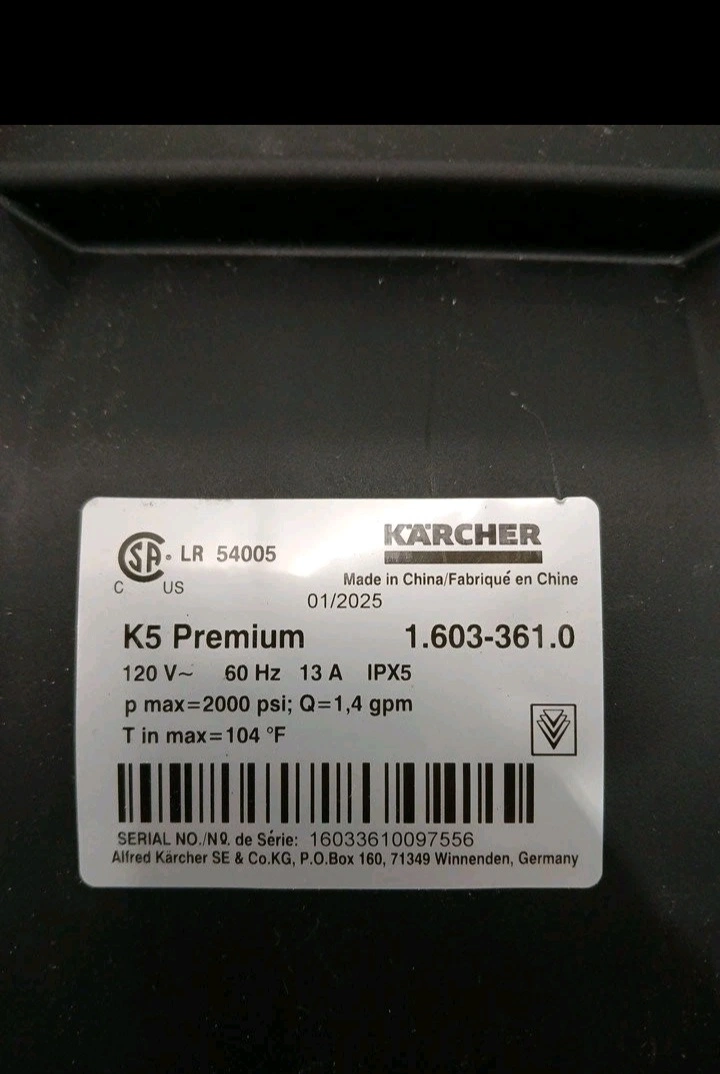 SA LR 54005
C US
KÄRCHER
Made in China/Fabriqué en Chine
01/2025
K5 Premium 1.603-361.0
120 V~ 60 Hz 13 A IPX5
p max=2000 psi; Q=1,4 gpm
T in max=104 °F
SERIAL NO./Nº. de Série: 16033610097556
Alfred Kärcher SE & Co.KG, P.O.Box 160, 71349 Winnenden, Germany